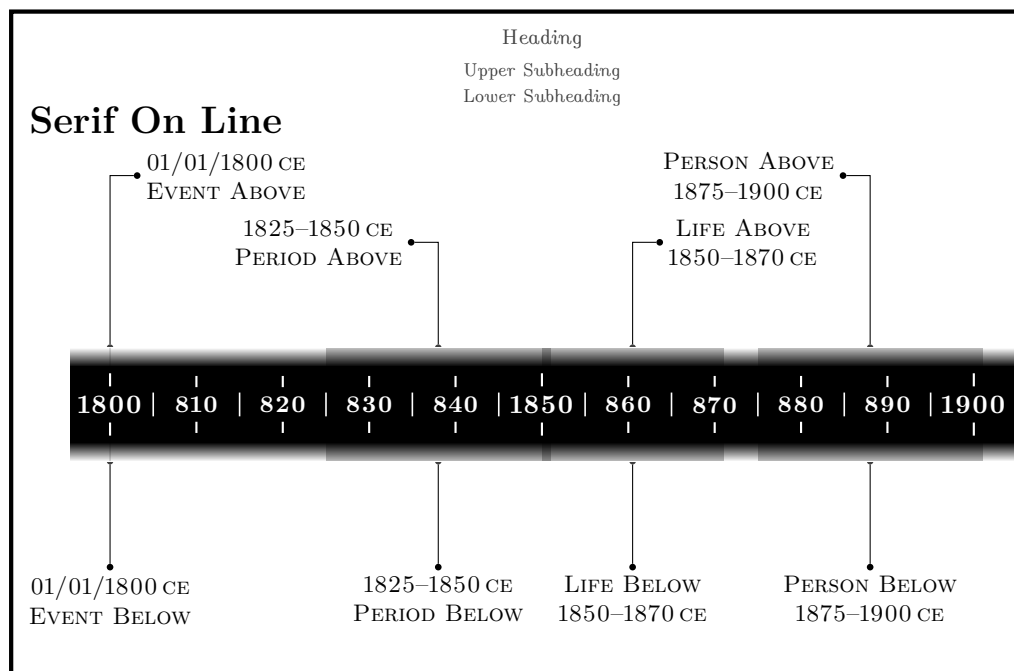 Heading
Upper Subheading
Lower Subheading
Serif On Line
01/01/1800 CE
EVENT ABOVE
PERSON ABOVE
1875–1900 CE
1825–1850 CE
PERIOD ABOVE
LIFE ABOVE
1850–1870 CE
1800 | 810 | 820 | 830 | 840 | 1850 | 860 | 870 | 880 | 890 | 1900
01/01/1800 CE
EVENT BELOW
1825–1850 CE
PERIOD BELOW
LIFE BELOW
1850–1870 CE
PERSON BELOW
1875–1900 CE